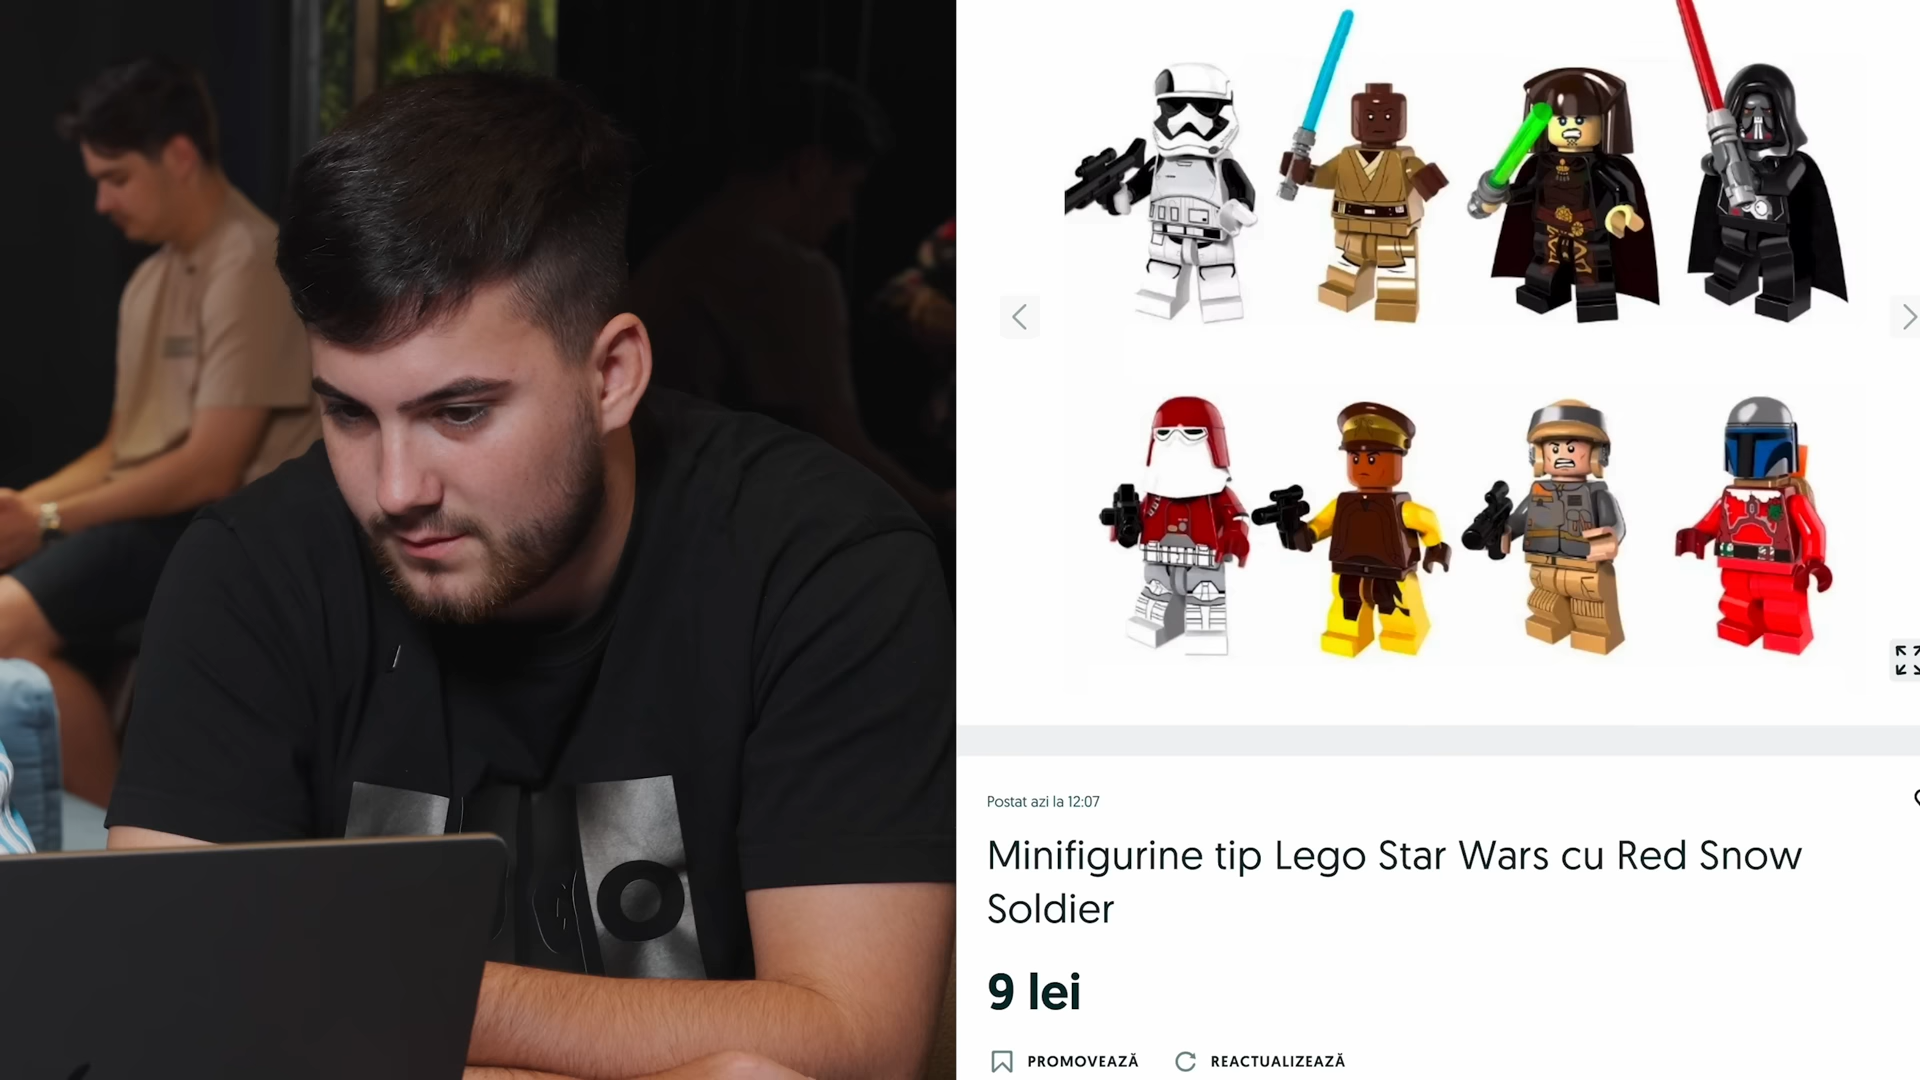 Postat azi la 12:07
Minifigurine tip Lego Star Wars cu Red Snow
Soldier
9 lei
PROMOVEAZĂ
REACTUALIZEAZĂ